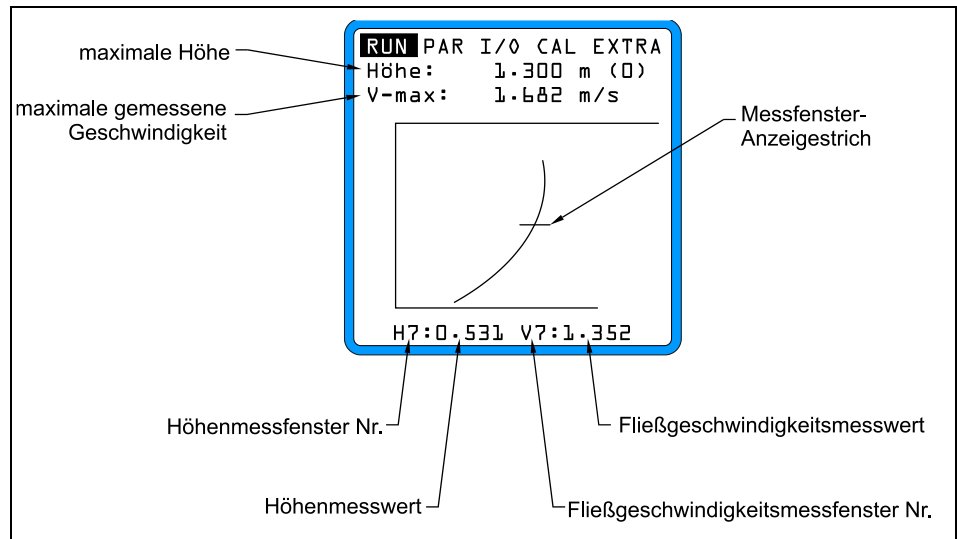 maximale Höhe
maximale gemessene
Geschwindigkeit
RUN PAR I/O CAL EXTRA
Höhe: 1.300 m (0)
V-max: 1.682 m/s
Messfenster-
Anzeigestrich
H7:0.531 V7:1.352
Höhenmessfenster Nr.
Fließgeschwindigkeitsmesswert
Höhenmesswert
Fließgeschwindigkeitsmessfenster Nr.